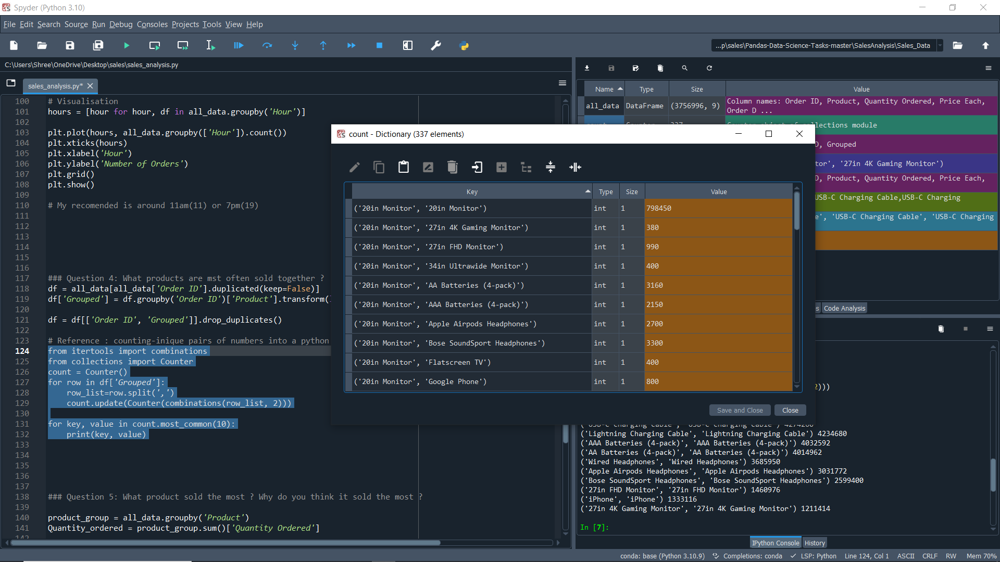 Spyder (Python 3.10)
File Edit Search Source Run Debug Consoles Projects Tools View Help
...p\sales\Pandas-Data-Science-Tasks-master\SalesAnalysis\Sales_Data
C:\Users\Shree\OneDrive\Desktop\sales\sales_analysis.py
sales_analysis.py*
100 # Visualisation
101 hours = [hour for hour, df in all_data.groupby('Hour')]
102
103 plt.plot(hours, all_data.groupby(['Hour']).count())
104 plt.xticks(hours)
105 plt.xlabel('Hour')
106 plt.ylabel('Number of Orders')
107 plt.grid()
108 plt.show()
109
110 # My recomended is around 11am(11) or 7pm(19)
111
112
113
114
115
116
117 ### Question 4: What products are mst often sold together ?
118 df = all_data[all_data['Order ID'].duplicated(keep=False)]
119 df['Grouped'] = df.groupby('Order ID')['Product'].transform(
120
121 df = df[['Order ID', 'Grouped']].drop_duplicates()
122
123 # Reference : counting-inique pairs of numbers into a python
124 from itertools import combinations
125 from collections import Counter
126 count = Counter()
127 for row in df['Grouped']:
128 row_list=row.split(',')
129 count.update(Counter(combinations(row_list, 2)))
130
131 for key, value in count.most_common(10):
132 print(key, value)
133
134
135
136
137
138 ### Question 5: What product sold the most ? Why do you think it sold the most ?
139
140 product_group = all_data.groupby('Product')
141 Quantity_ordered = product_group.sum()['Quantity Ordered']
142
Name Type Size Value
all_data DataFrame (3756996, 9) Column names: Order ID, Product, Quantity Ordered, Price Each,
Order D ...
count Counter 337 Counter object of collections module
D, Grouped
tor', '27in 4K Gaming Monitor')
D, Product, Quantity Ordered, Price Each,
USB-C Charging Cable,USB-C Charging
e', 'USB-C Charging Cable', 'USB-C Charging
s Code Analysis
count - Dictionary (337 elements)
Key Type Size Value
('20in Monitor', '20in Monitor') int 1 798450
('20in Monitor', '27in 4K Gaming Monitor') int 1 380
('20in Monitor', '27in FHD Monitor') int 1 990
('20in Monitor', '34in Ultrawide Monitor') int 1 400
('20in Monitor', 'AA Batteries (4-pack)') int 1 3160
('20in Monitor', 'AAA Batteries (4-pack)') int 1 2150
('20in Monitor', 'Apple Airpods Headphones') int 1 2700
('20in Monitor', 'Bose SoundSport Headphones') int 1 3300
('20in Monitor', 'Flatscreen TV') int 1 400
('20in Monitor', 'Google Phone') int 1 800
Save and Close Close
2)))
('USB-C Charging Cable', 'USB-C Charging Cable') 4274260
('Lightning Charging Cable', 'Lightning Charging Cable') 4234680
('AAA Batteries (4-pack)', 'AAA Batteries (4-pack)') 4032592
('AA Batteries (4-pack)', 'AA Batteries (4-pack)') 4014962
('Wired Headphones', 'Wired Headphones') 3685950
('Apple Airpods Headphones', 'Apple Airpods Headphones') 3031772
('Bose SoundSport Headphones', 'Bose SoundSport Headphones') 2599400
('27in FHD Monitor', '27in FHD Monitor') 1460976
('iPhone', 'iPhone') 1333116
('27in 4K Gaming Monitor', '27in 4K Gaming Monitor') 1211414
In [7]:
IPython Console History
conda: base (Python 3.10.9) Completions: conda LSP: Python Line 124, Col 1 ASCII CRLF RW Mem 70%